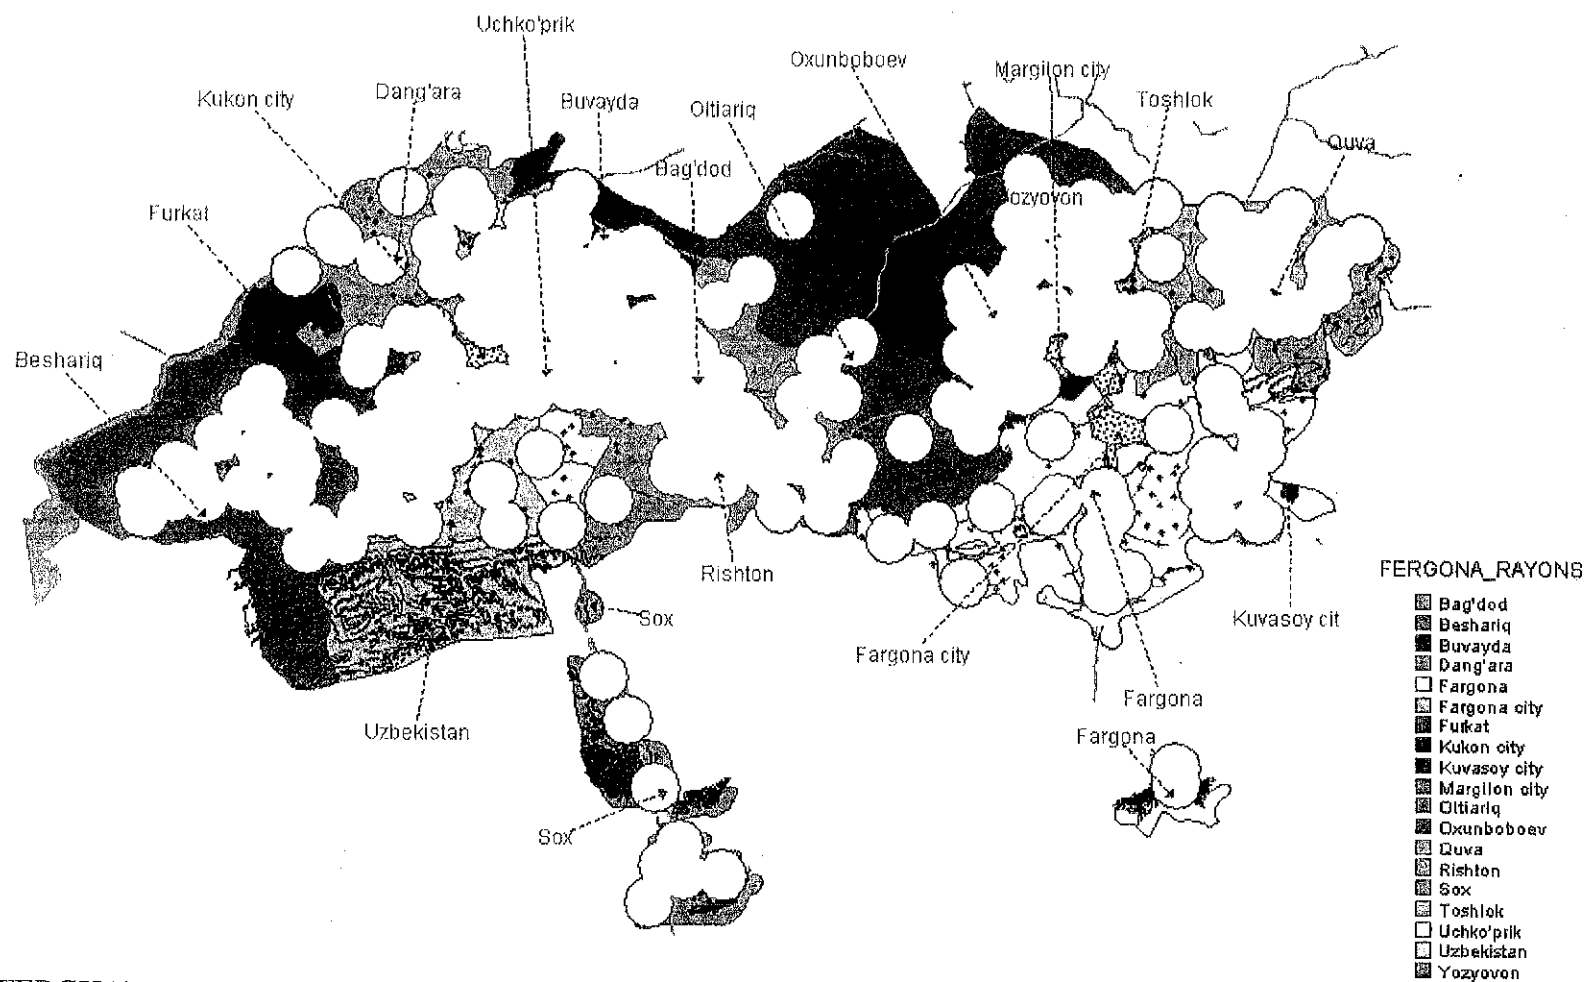 Uchko'prik
Oxunboboev
Margilon city
Kukon city
Dang'ara
Buvayda
Oltiariq
Toshlok
Quva
Bag'dod
Yozyovon
Furkat
Beshariq
Rishton
Sox
Kuvasoy cit
Fargona city
Fargona
Uzbekistan
Fargona
Sox
FERGONA_RAYONS
Bag'dod
Beshariq
Buvayda
Dang'ara
Fargona
Fargona city
Furkat
Kukon city
Kuvasoy city
Margilon city
Oltiariq
Oxunboboev
Quva
Rishton
Sox
Toshlok
Uchko'prik
Uzbekistan
Yozyovon